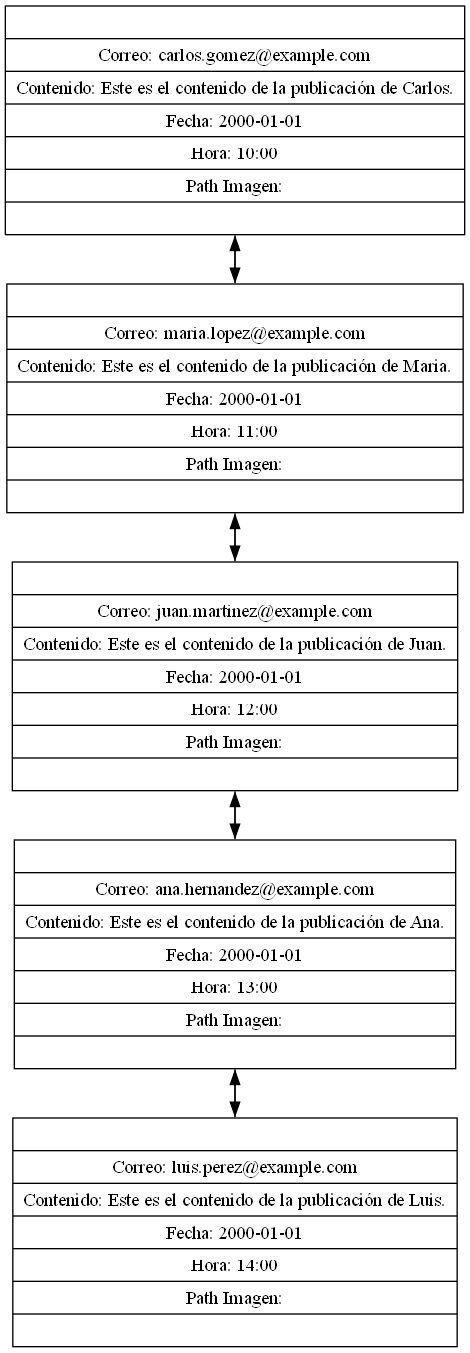 Correo: carlos.gomez@example.com
Contenido: Este es el contenido de la publicación de Carlos.
Fecha: 2000-01-01
Hora: 10:00
Path Imagen:
Correo: maria.lopez@example.com
Contenido: Este es el contenido de la publicación de Maria.
Fecha: 2000-01-01
Hora: 11:00
Path Imagen:
Correo: juan.martinez@example.com
Contenido: Este es el contenido de la publicación de Juan.
Fecha: 2000-01-01
Hora: 12:00
Path Imagen:
Correo: ana.hernandez@example.com
Contenido: Este es el contenido de la publicación de Ana.
Fecha: 2000-01-01
Hora: 13:00
Path Imagen:
Correo: luis.perez@example.com
Contenido: Este es el contenido de la publicación de Luis.
Fecha: 2000-01-01
Hora: 14:00
Path Imagen: